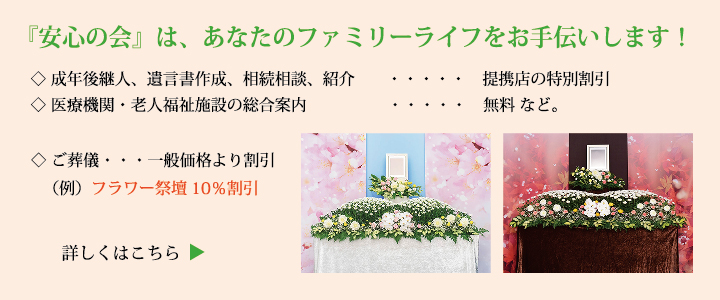 『安心の会』は、あなたのファミリーライフをお手伝いします！
◇ 成年後継人、遺言書作成、相続相談、紹介　・・・・・　提携店の特別割引
◇ 医療機関・老人福祉施設の総合案内　・・・・・　無料 など。
◇ ご葬儀・・・一般価格より割引
（例）フラワー祭壇 10％割引
詳しくはこちら ▶